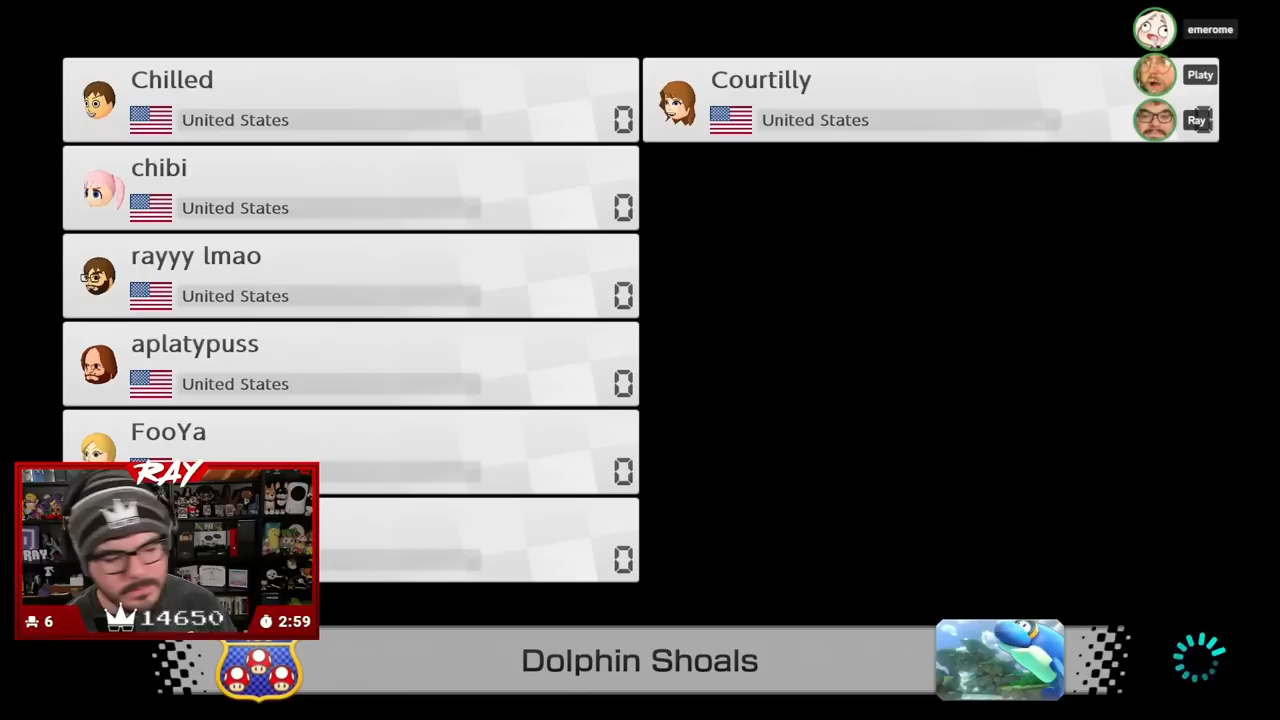 emerome
Chilled
United States
0
Courtilly
United States
Platy
Ray
chibi
United States
0
rayyy lmao
United States
0
aplatypuss
United States
0
FooYa
0
0
RAY
RAY
6
14650
2:59
Dolphin Shoals